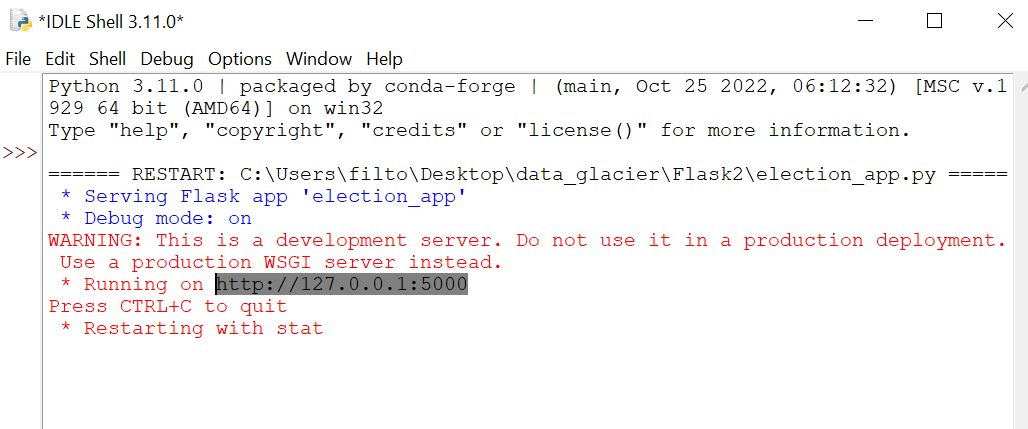 *IDLE Shell 3.11.0*
File Edit Shell Debug Options Window Help
Python 3.11.0 | packaged by conda-forge | (main, Oct 25 2022, 06:12:32) [MSC v.1
929 64 bit (AMD64)] on win32
Type "help", "copyright", "credits" or "license()" for more information.
>>>
====== RESTART: C:\Users\filto\Desktop\data_glacier\Flask2\election_app.py =====
 * Serving Flask app 'election_app'
 * Debug mode: on
WARNING: This is a development server. Do not use it in a production deployment.
 Use a production WSGI server instead.
 * Running on http://127.0.0.1:5000
Press CTRL+C to quit
 * Restarting with stat